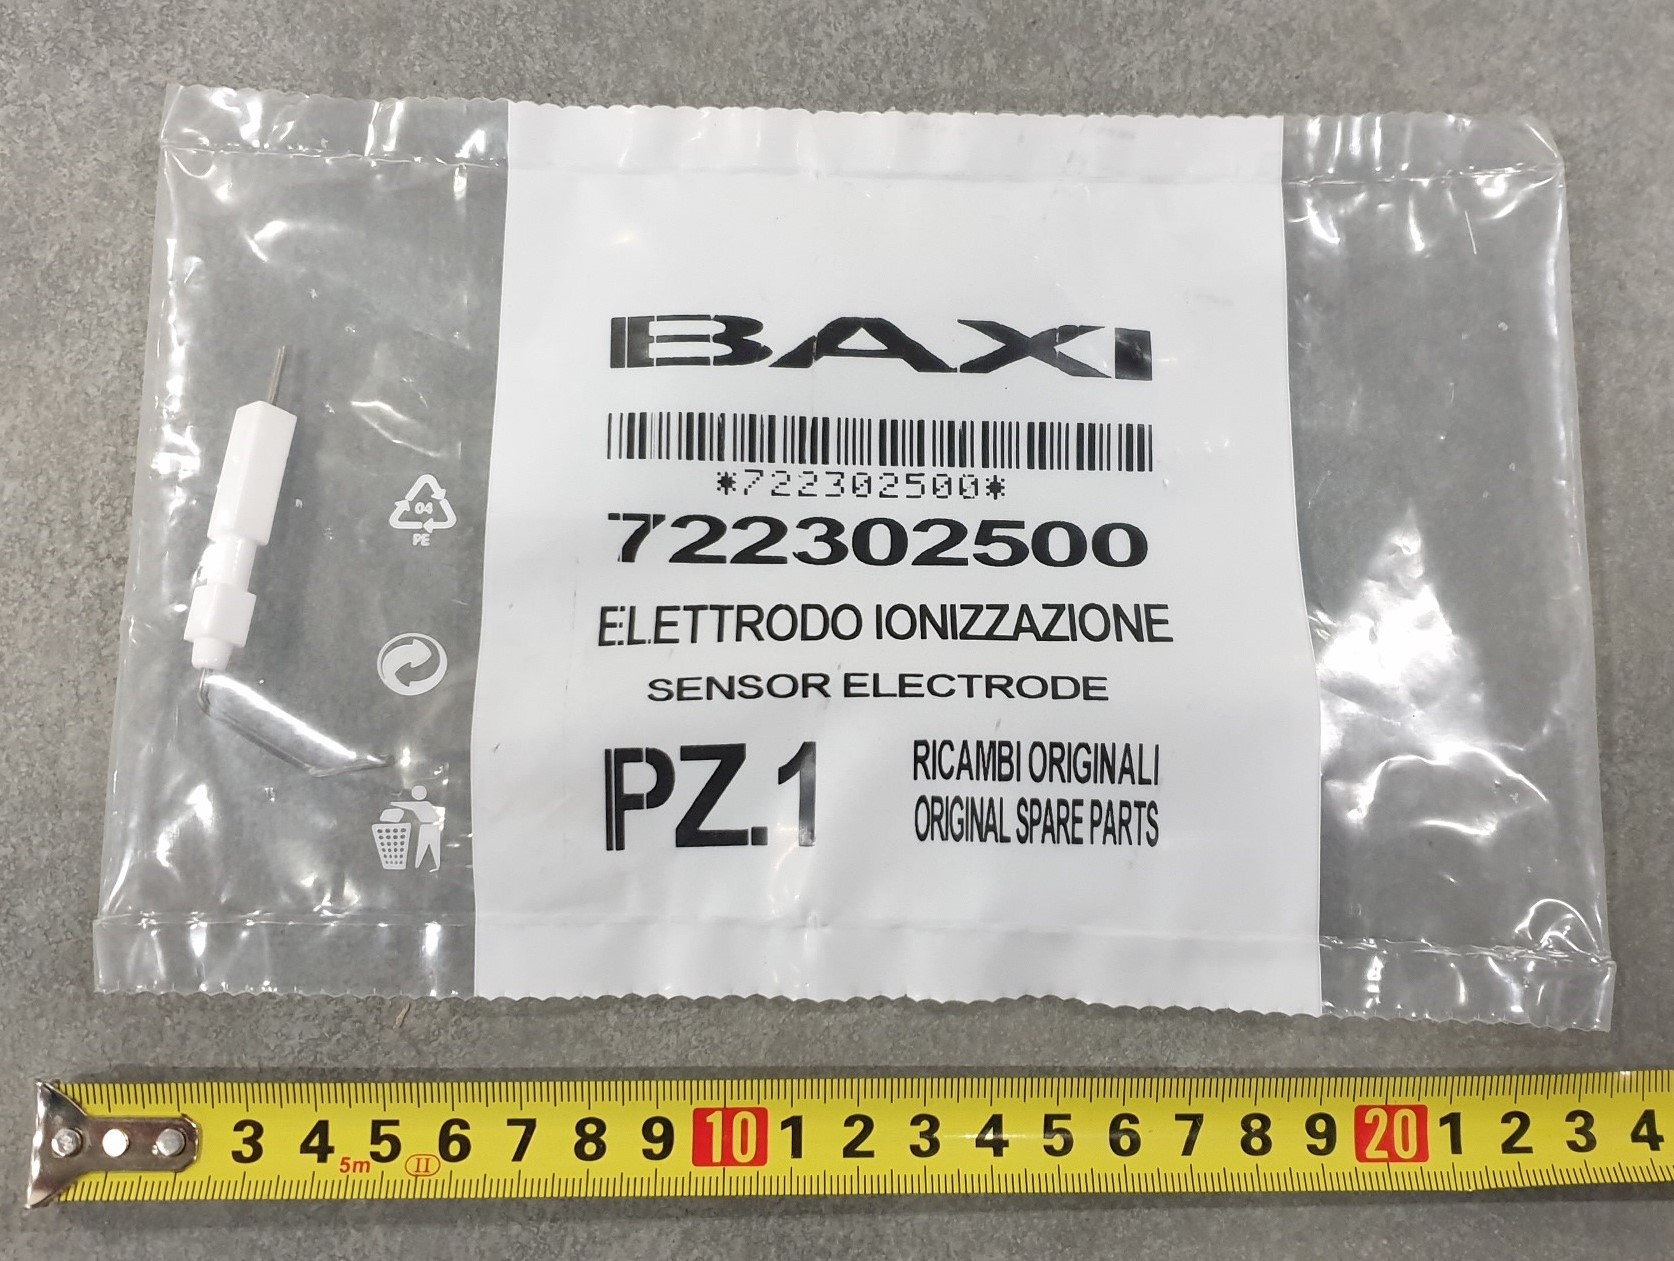 BAXI
*722302500*
722302500
ELETTRODO IONIZZAZIONE
SENSOR ELECTRODE
PZ.1
RICAMBI ORIGINALI
ORIGINAL SPARE PARTS
04
PE
3 4 5 6 7 8 9 10 1 2 3 4 5 6 7 8 9 20 1 2 3 4
5m II